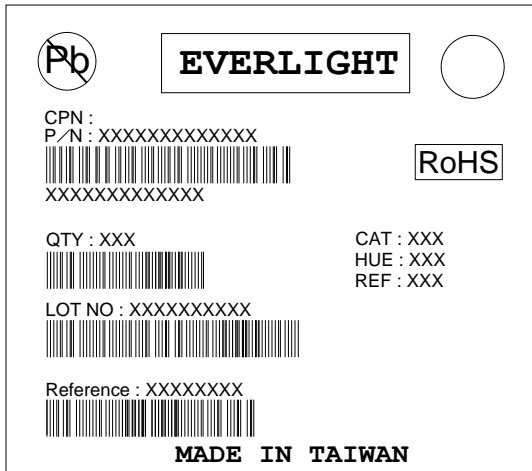 Pb
EVERLIGHT
CPN :
P/N : XXXXXXXXXXXXX
RoHS
XXXXXXXXXXXXX
QTY : XXX
CAT : XXX
HUE : XXX
REF : XXX
LOT NO : XXXXXXXXXX
Reference : XXXXXXXX
MADE IN TAIWAN